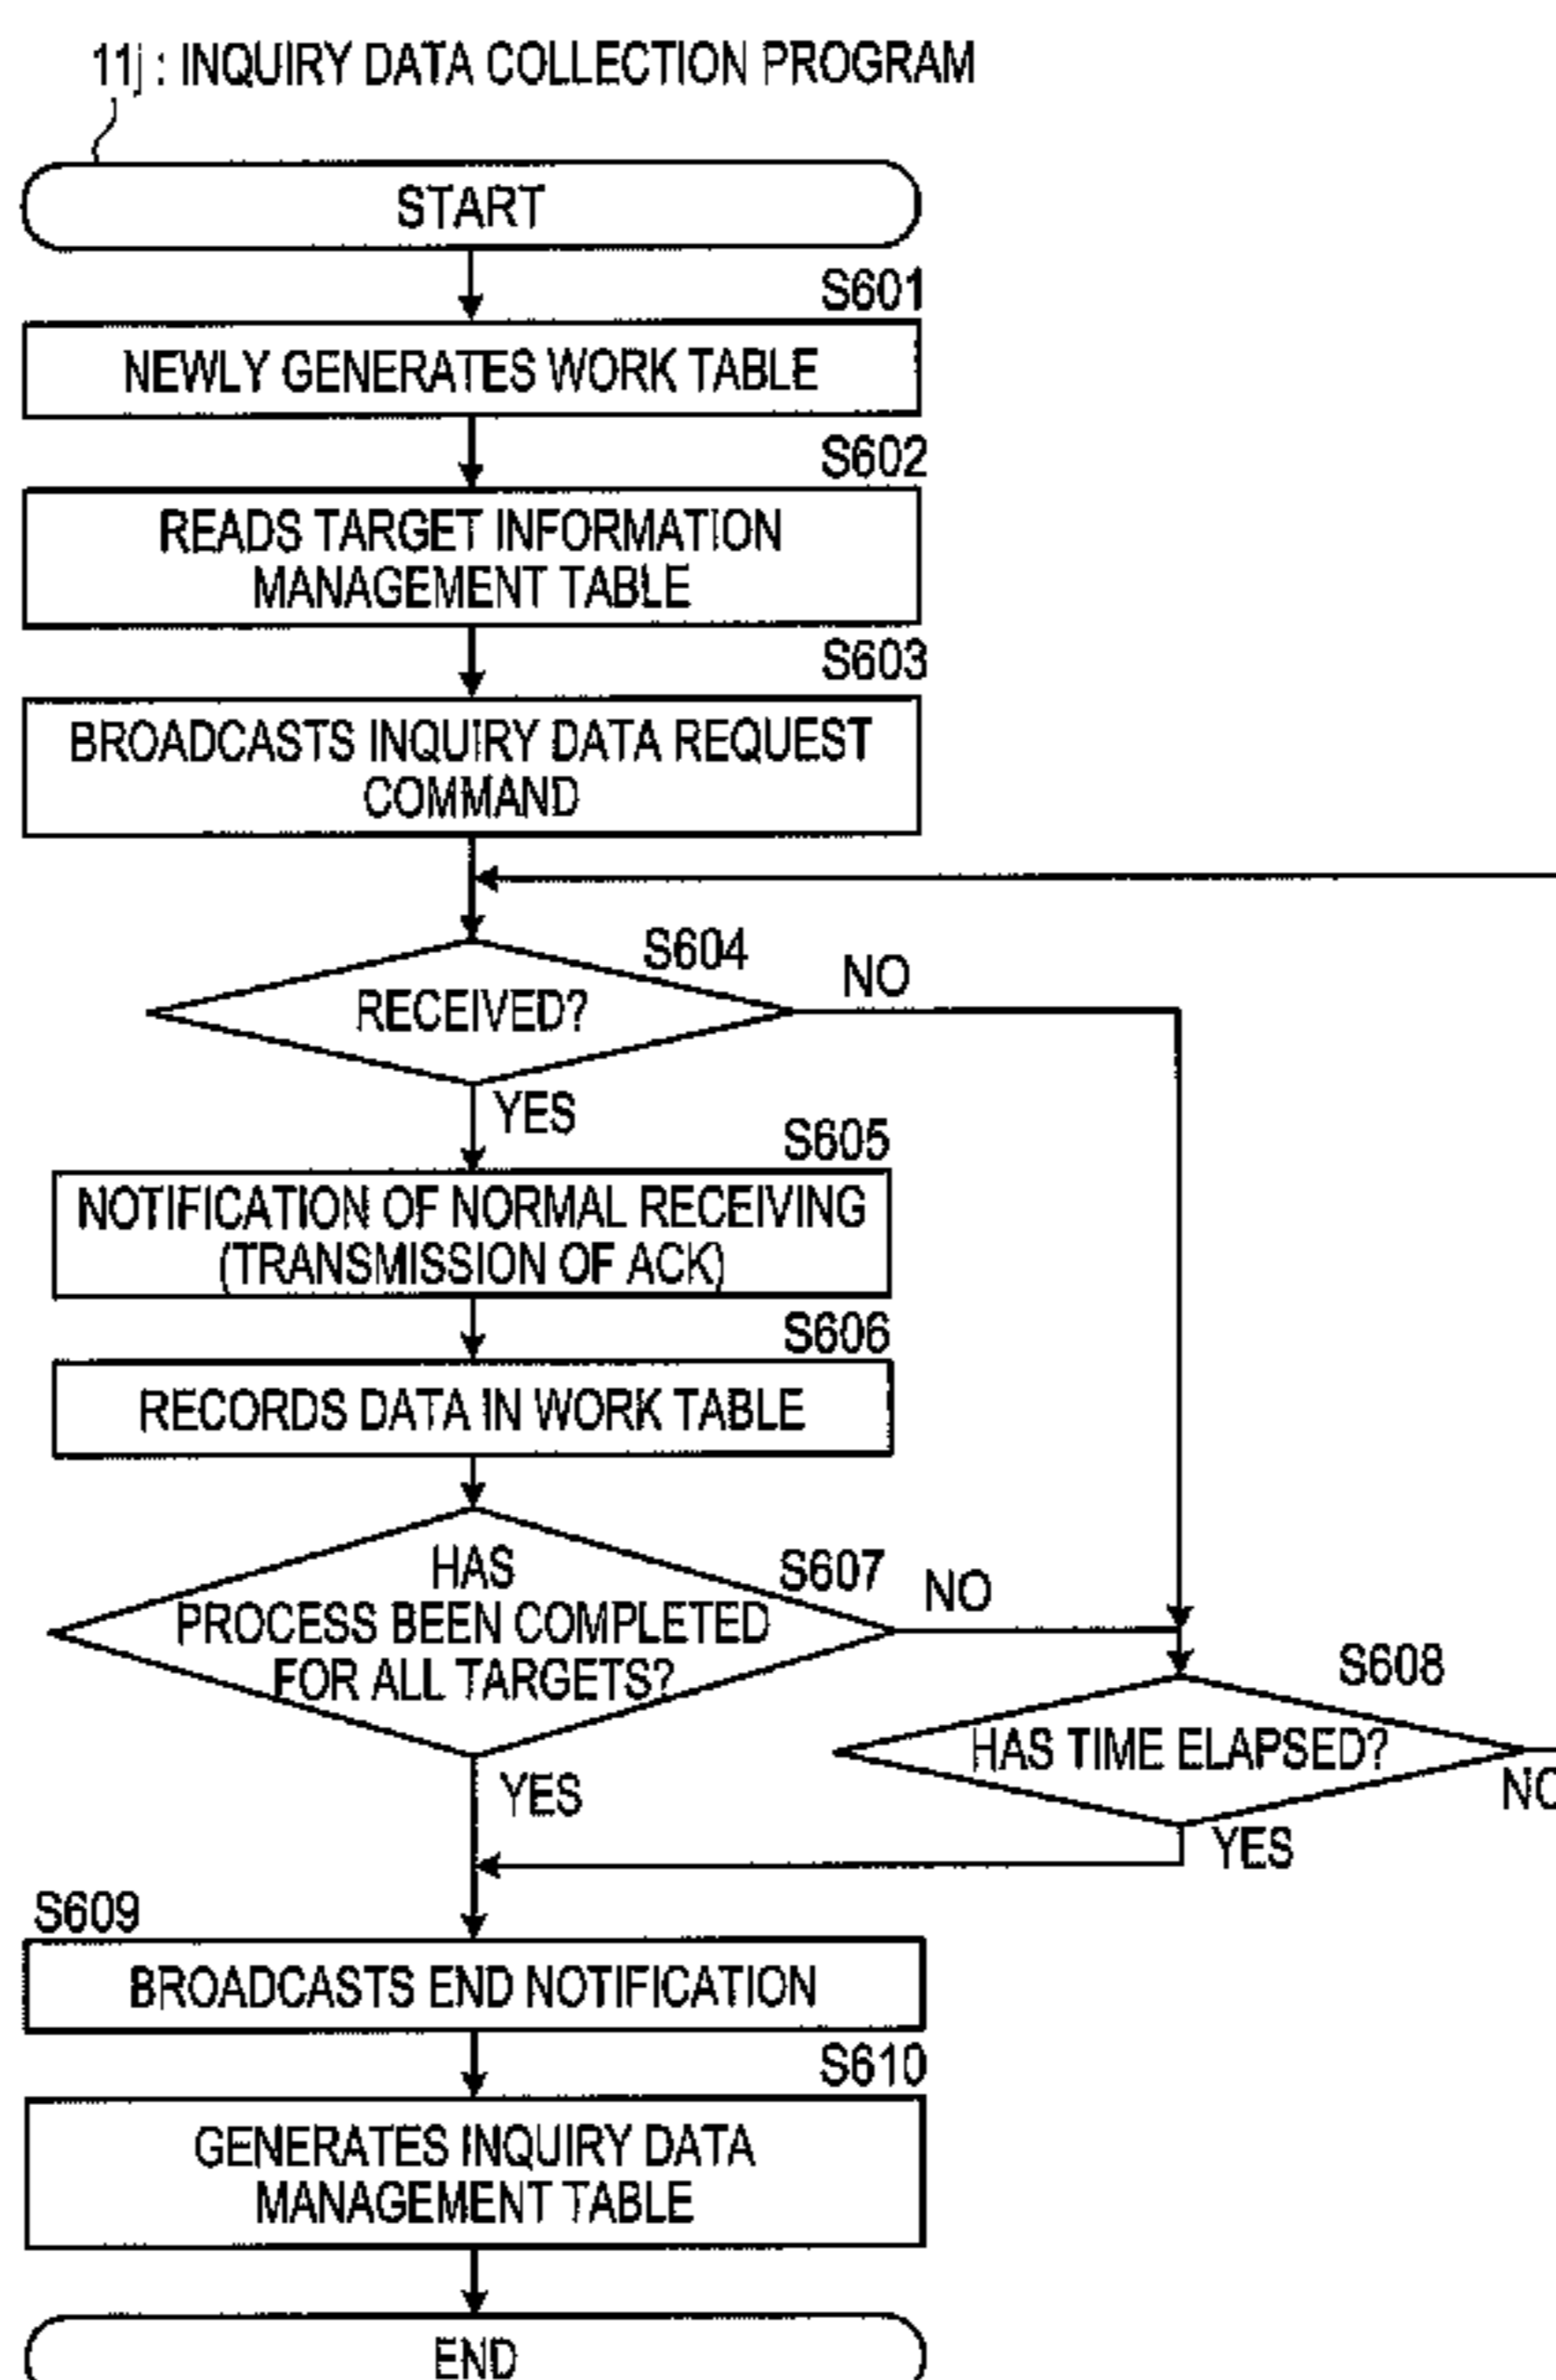 11j : INQUIRY DATA COLLECTION PROGRAM
START
S601
NEWLY GENERATES WORK TABLE
S602
READS TARGET INFORMATION
MANAGEMENT TABLE
S603
BROADCASTS INQUIRY DATA REQUEST
COMMAND
S604
RECEIVED?
NO
YES
S605
NOTIFICATION OF NORMAL RECEIVING
(TRANSMISSION OF ACK)
S606
RECORDS DATA IN WORK TABLE
HAS
PROCESS BEEN COMPLETED
FOR ALL TARGETS?
S607
NO
YES
S608
HAS TIME ELAPSED?
NO
YES
S609
BROADCASTS END NOTIFICATION
S610
GENERATES INQUIRY DATA
MANAGEMENT TABLE
END